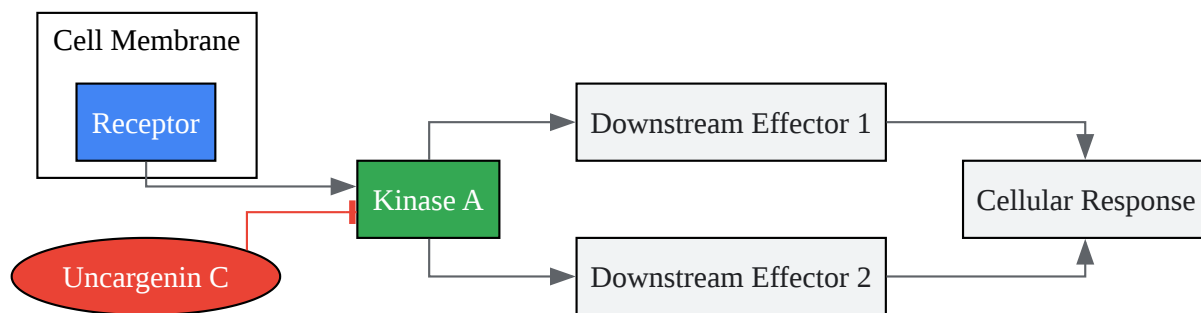 Cell Membrane
Receptor
Kinase A
Uncargenin C
Downstream Effector 1
Downstream Effector 2
Cellular Response